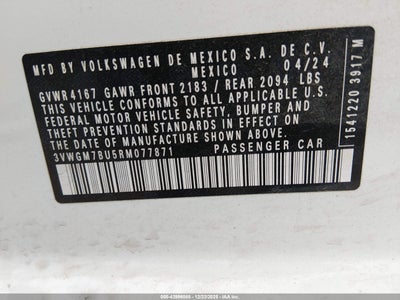 MFD BY VOLKSWAGEN DE MEXICO S.A. DE C.V.
MEXICO 04/24
GVWR4167 GAWR FRONT 2183 / REAR 2094 LBS
THIS VEHICLE CONFORMS TO ALL APPLICABLE U.S.
FEDERAL MOTOR VEHICLE SAFETY, BUMPER AND
THEFT PREVENTION STANDARDS IN EFFECT ON THE
DATE OF MANUFACTURE SHOWN ABOVE.
3VWGM7BU5RM077871 PASSENGER CAR
1541220 3917 M